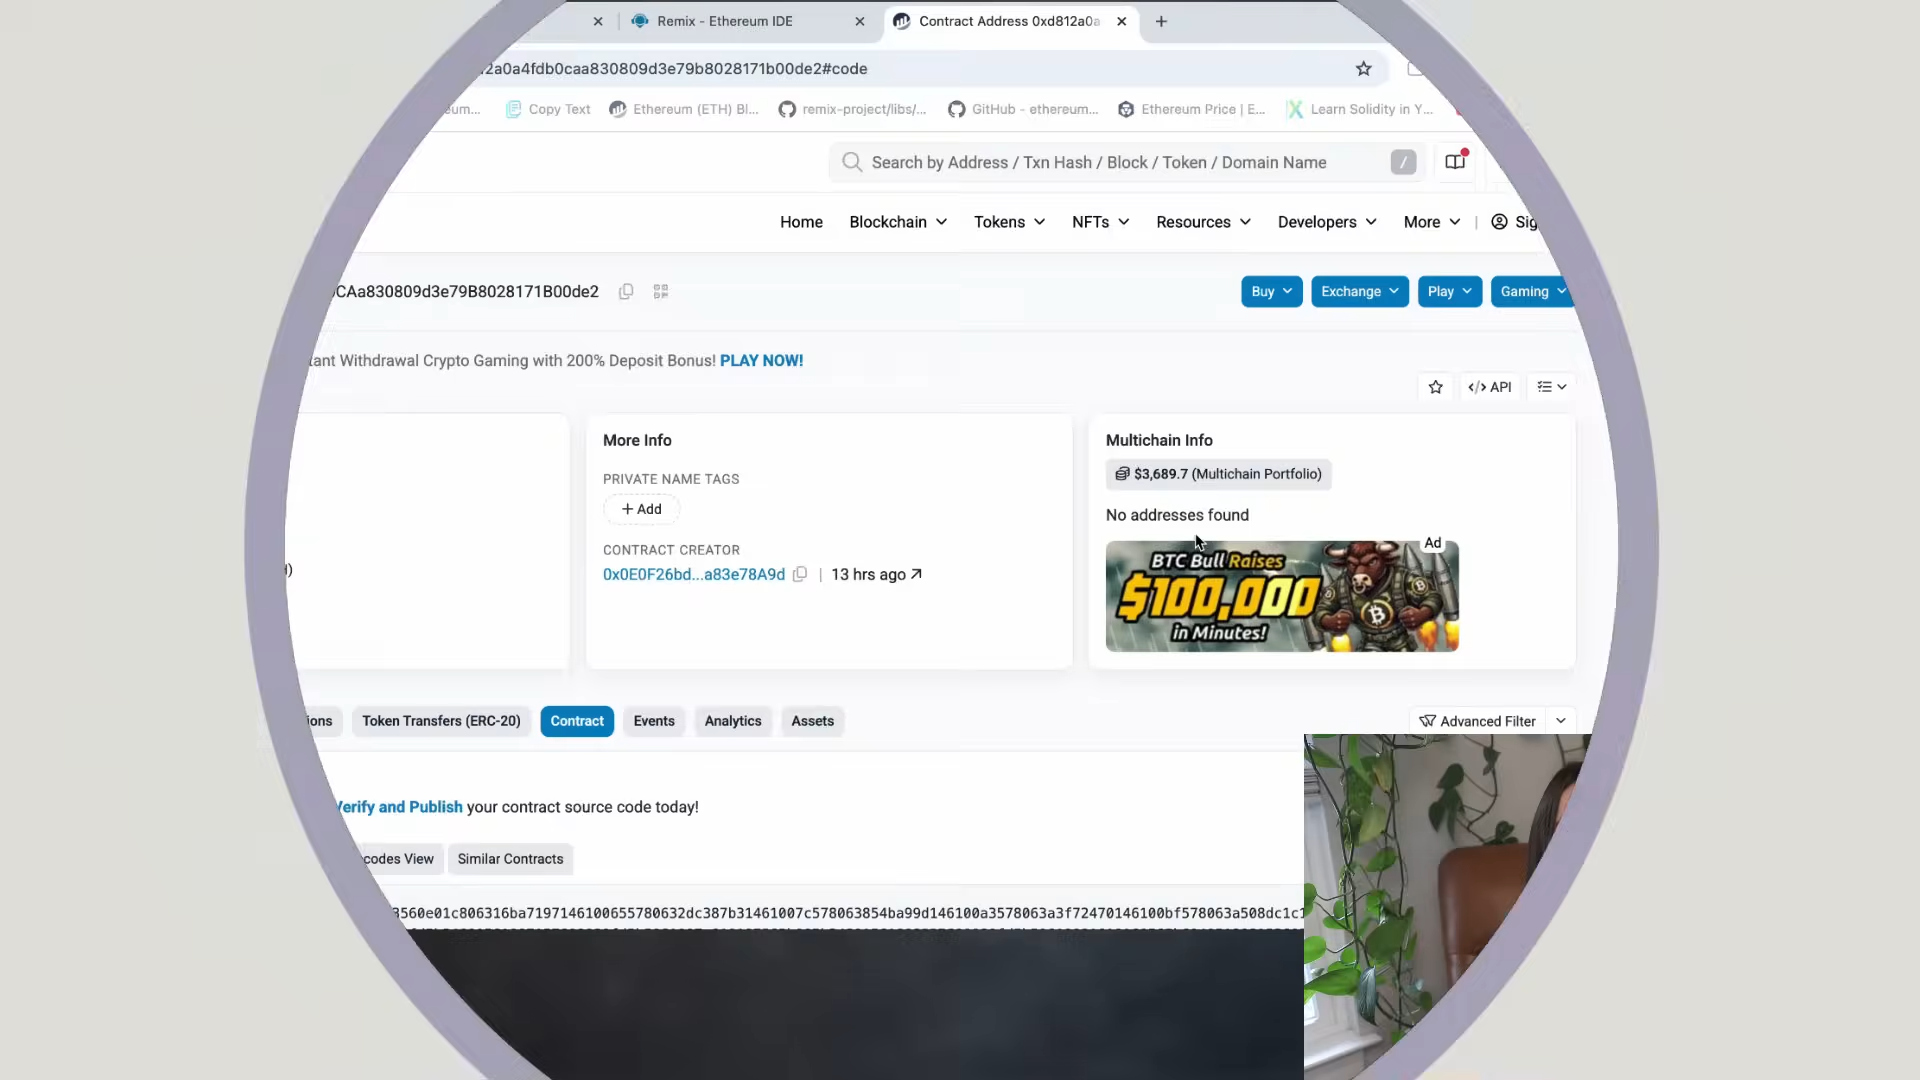 Remix - Ethereum IDE
Contract Address 0xd812a0a
2a0a4fdb0caa830809d3e79b8028171b00de2#code
eum...
Copy Text
Ethereum (ETH) Bl...
remix-project/libs/...
GitHub - ethereum...
Ethereum Price | E...
Learn Solidity in Y...
Search by Address / Txn Hash / Block / Token / Domain Name
/
Home
Blockchain
Tokens
NFTs
Resources
Developers
More
|
Sig
CAa830809d3e79B8028171B00de2
Buy
Exchange
Play
Gaming
tant Withdrawal Crypto Gaming with 200% Deposit Bonus! PLAY NOW!
</> API
More Info
PRIVATE NAME TAGS
+ Add
CONTRACT CREATOR
0x0E0F26bd...a83e78A9d | 13 hrs ago
Multichain Info
$3,689.7 (Multichain Portfolio)
No addresses found
Ad
BTC Bull Raises
$100,000
in Minutes!
ions
Token Transfers (ERC-20)
Contract
Events
Analytics
Assets
Advanced Filter
Verify and Publish your contract source code today!
codes View
Similar Contracts
3560e01c806316ba7197146100655780632dc387b31461007c578063854ba99d146100a3578063a3f72470146100bf578063a508dc1c1